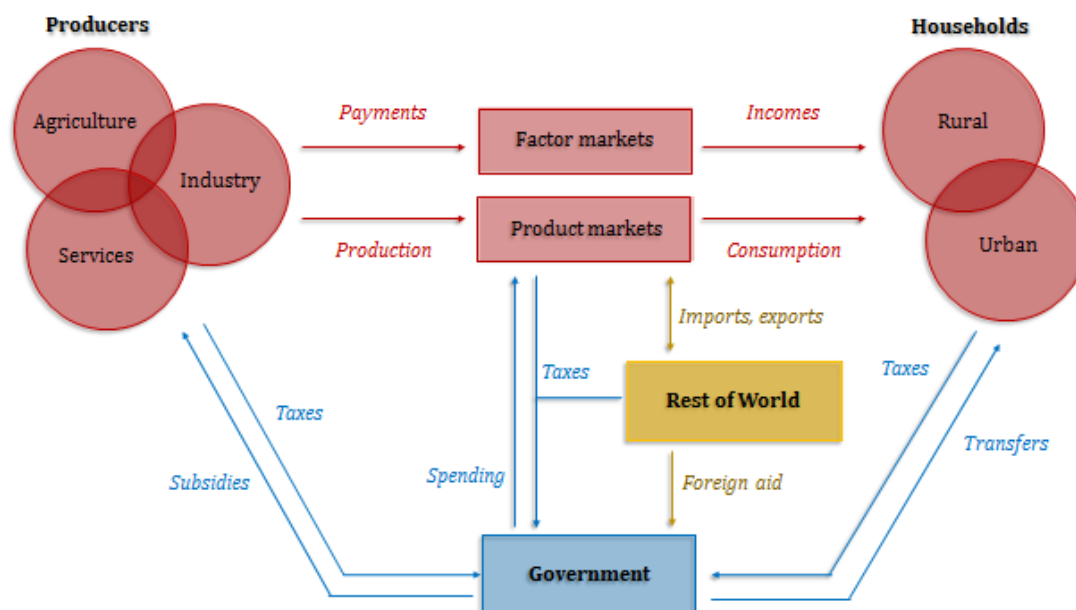 Producers
Households
Agriculture
Industry
Services
Payments
Factor markets
Incomes
Rural
Production
Product markets
Consumption
Urban
Imports, exports
Taxes
Rest of World
Taxes
Taxes
Transfers
Subsidies
Spending
Foreign aid
Government